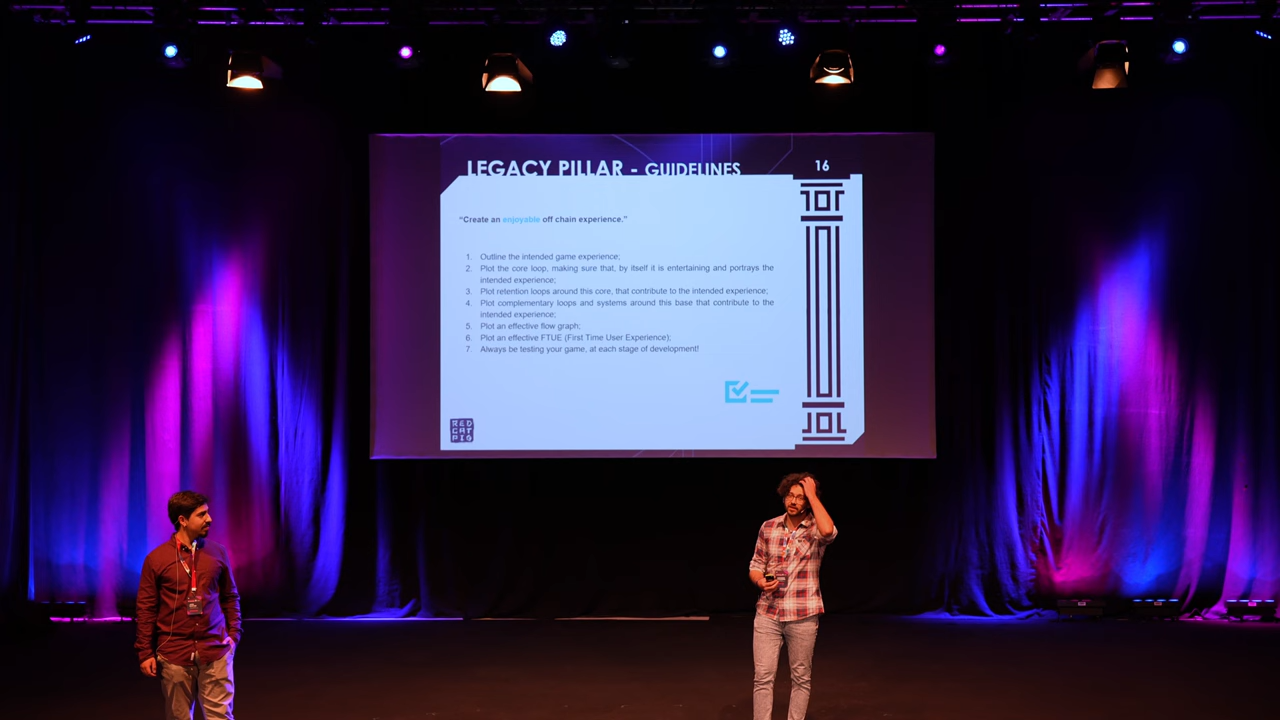 LEGACY PILLAR - GUIDELINES
16
“Create an enjoyable off chain experience.”
1. Outline the intended game experience;
2. Plot the core loop, making sure that, by itself it is entertaining and portrays the
intended experience;
3. Plot retention loops around this core, that contribute to the intended experience;
4. Plot complementary loops and systems around this base that contribute to the
intended experience;
5. Plot an effective flow graph;
6. Plot an effective FTUE (First Time User Experience);
7. Always be testing your game, at each stage of development!
RED
CAT
PIG